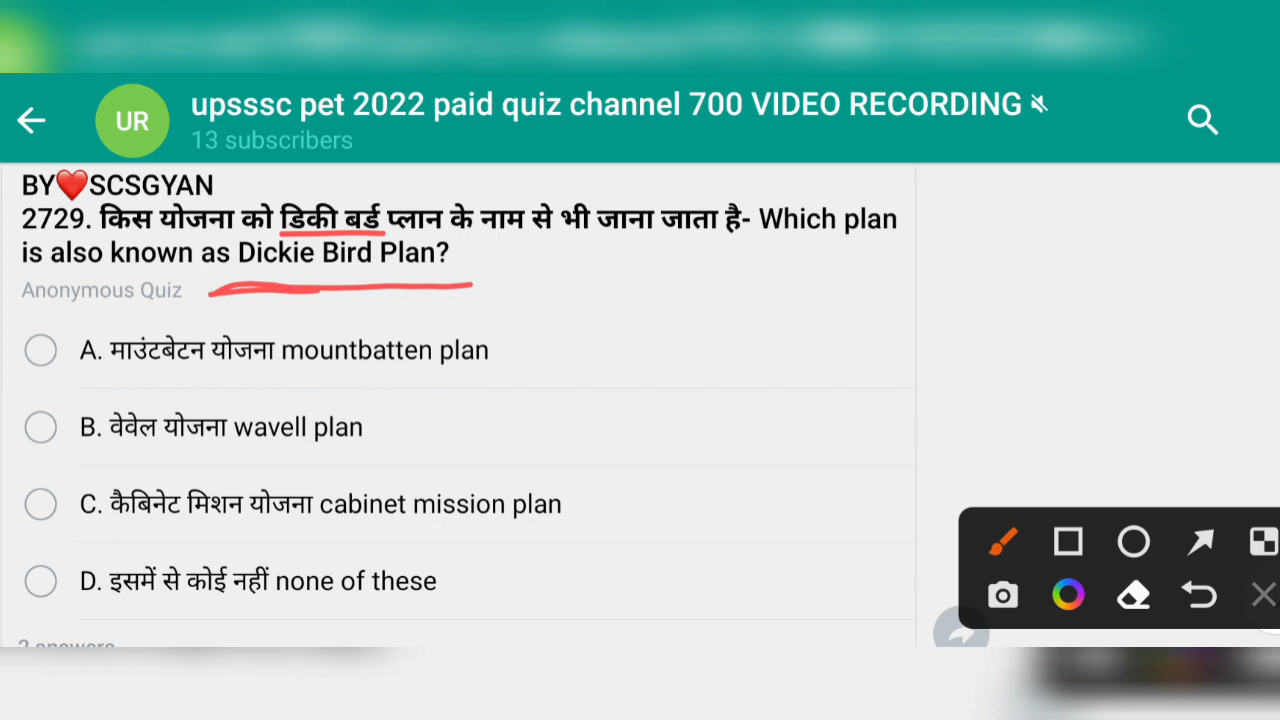 upsssc pet 2022 paid quiz channel 700 VIDEO RECORDING
UR
13 subscribers
BY❤️SCSGYAN
2729. किस योजना को डिकी बर्ड प्लान के नाम से भी जाना जाता है- Which plan
is also known as Dickie Bird Plan?
Anonymous Quiz
A. माउंटबेटन योजना mountbatten plan
B. वेवेल योजना wavell plan
C. कैबिनेट मिशन योजना cabinet mission plan
D. इसमें से कोई नहीं none of these